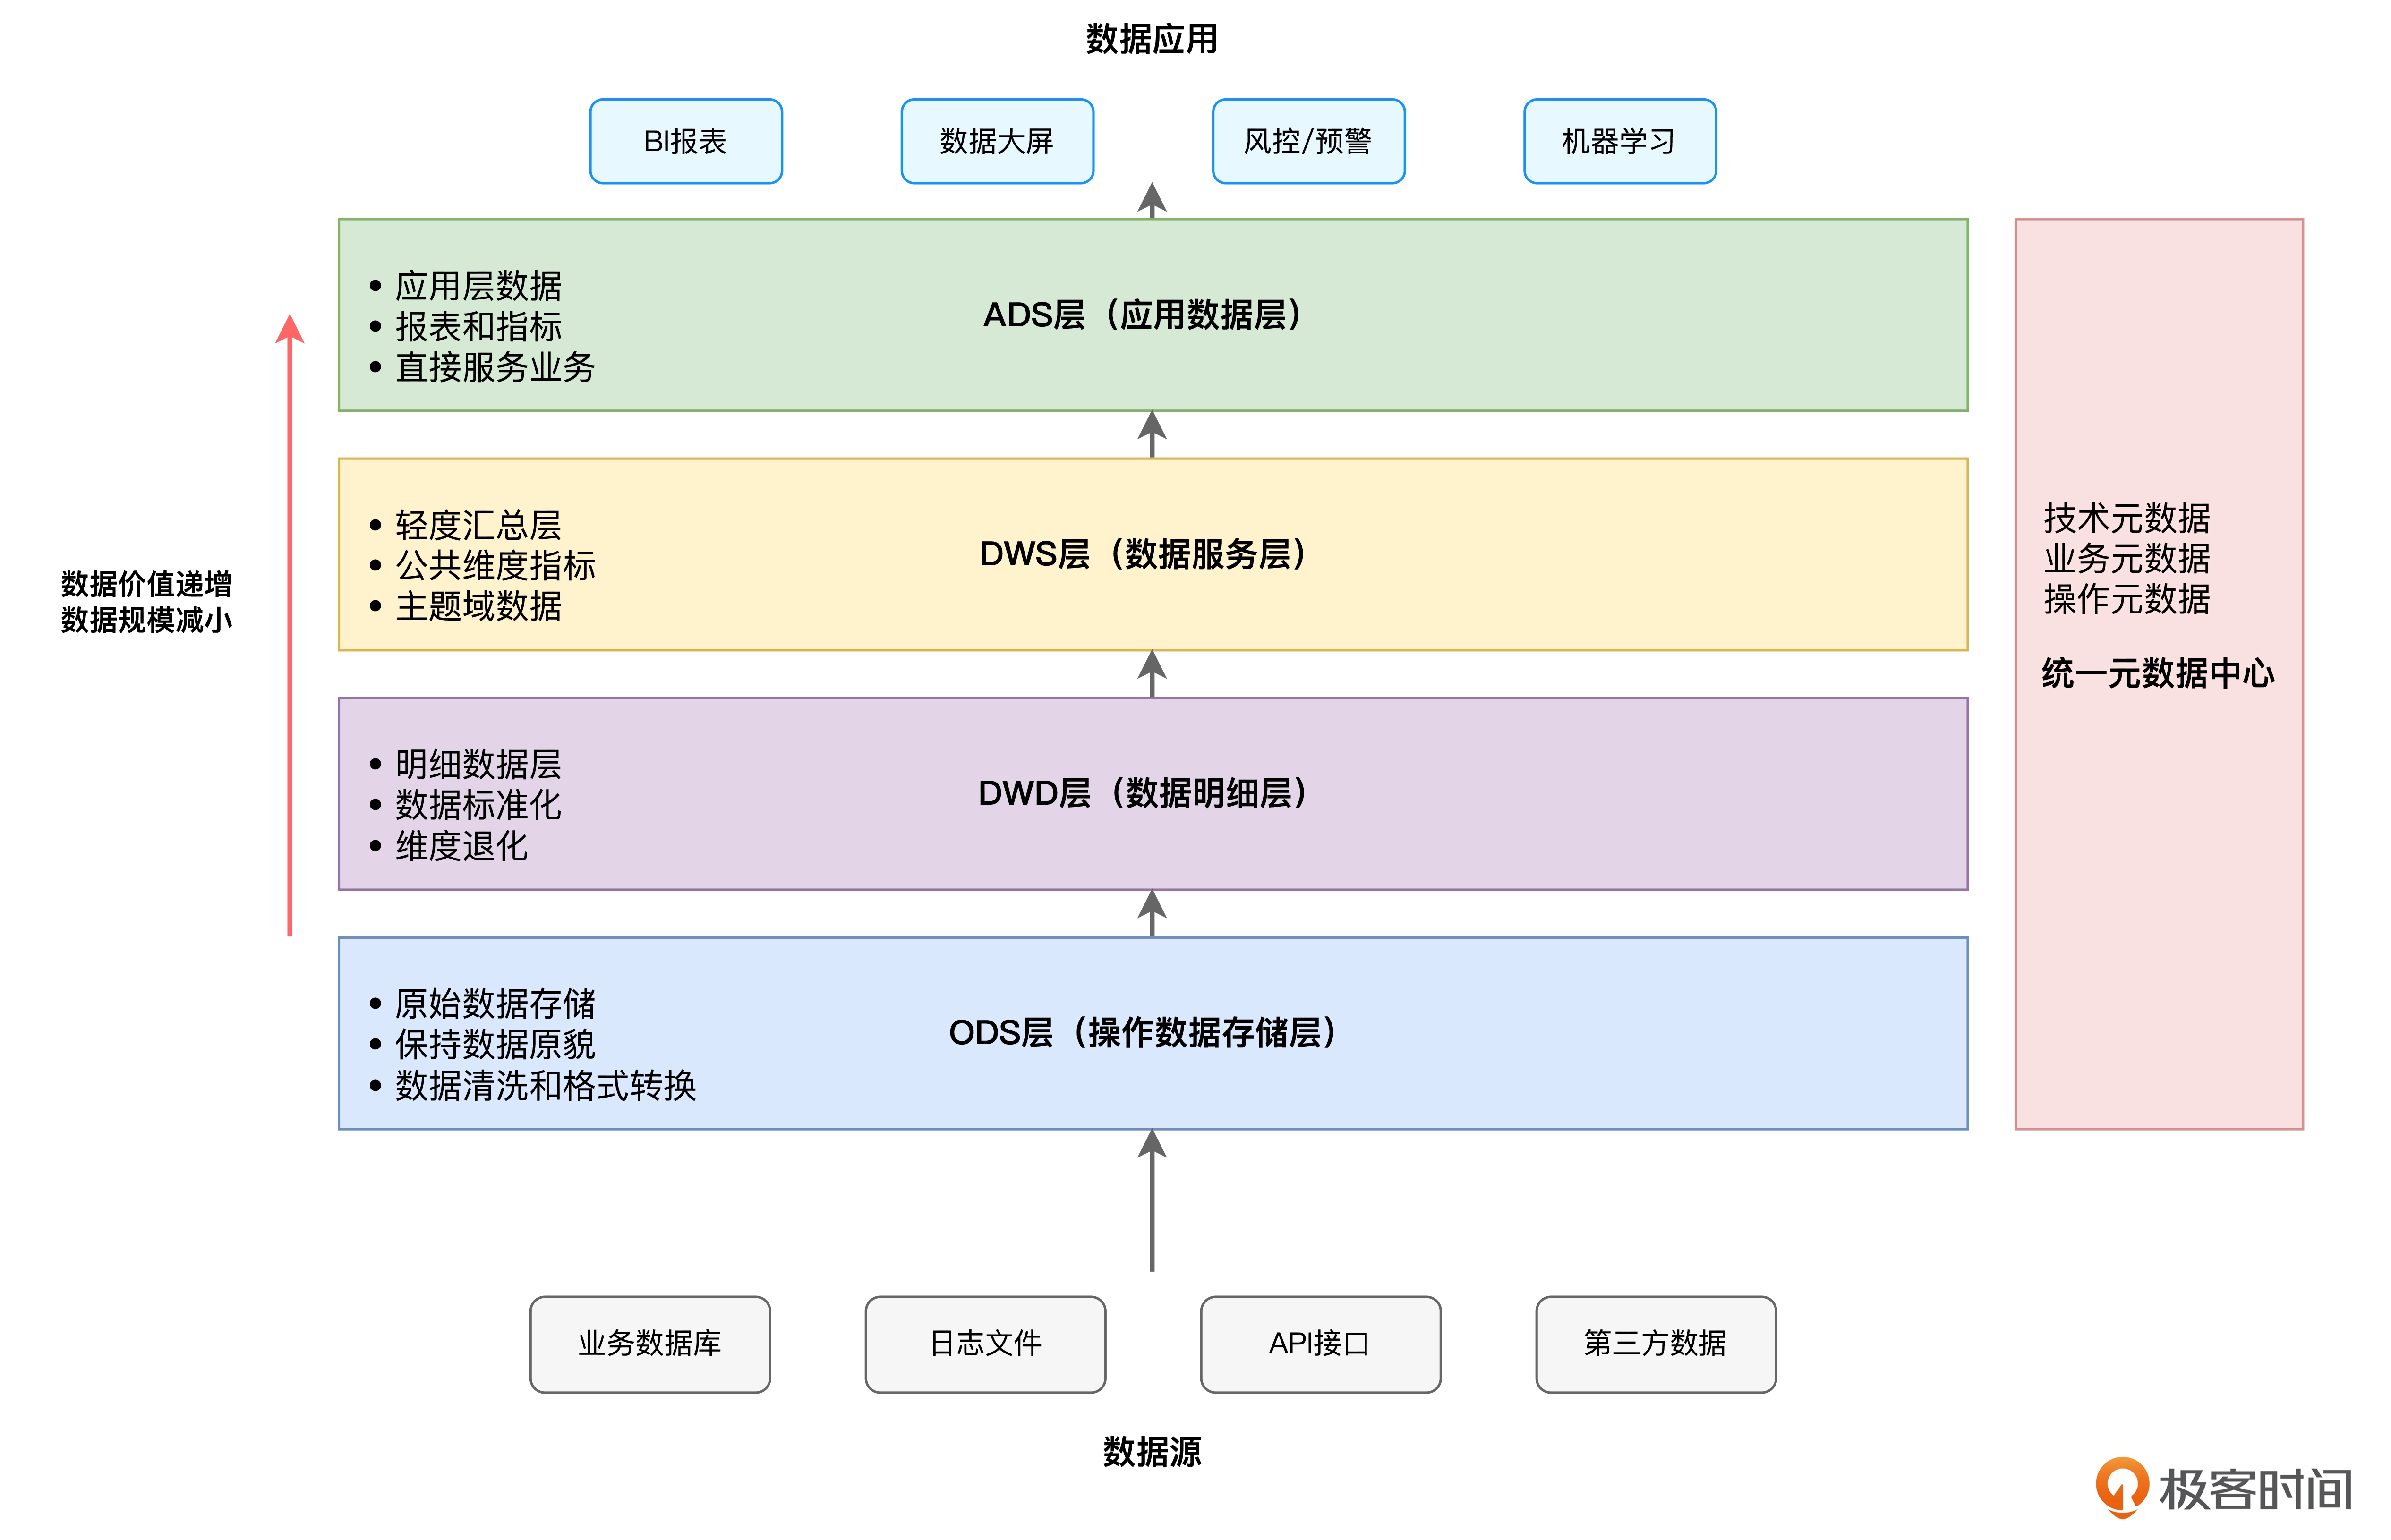 数据应用
BI报表
数据大屏
风控/预警
机器学习
• 应用层数据
• 报表和指标
• 直接服务业务
ADS层（应用数据层）
• 轻度汇总层
• 公共维度指标
• 主题域数据
DWS层（数据服务层）
数据价值递增
数据规模减小
技术元数据
业务元数据
操作元数据
统一元数据中心
• 明细数据层
• 数据标准化
• 维度退化
DWD层（数据明细层）
• 原始数据存储
• 保持数据原貌
• 数据清洗和格式转换
ODS层（操作数据存储层）
业务数据库
日志文件
API接口
第三方数据
数据源
极客时间